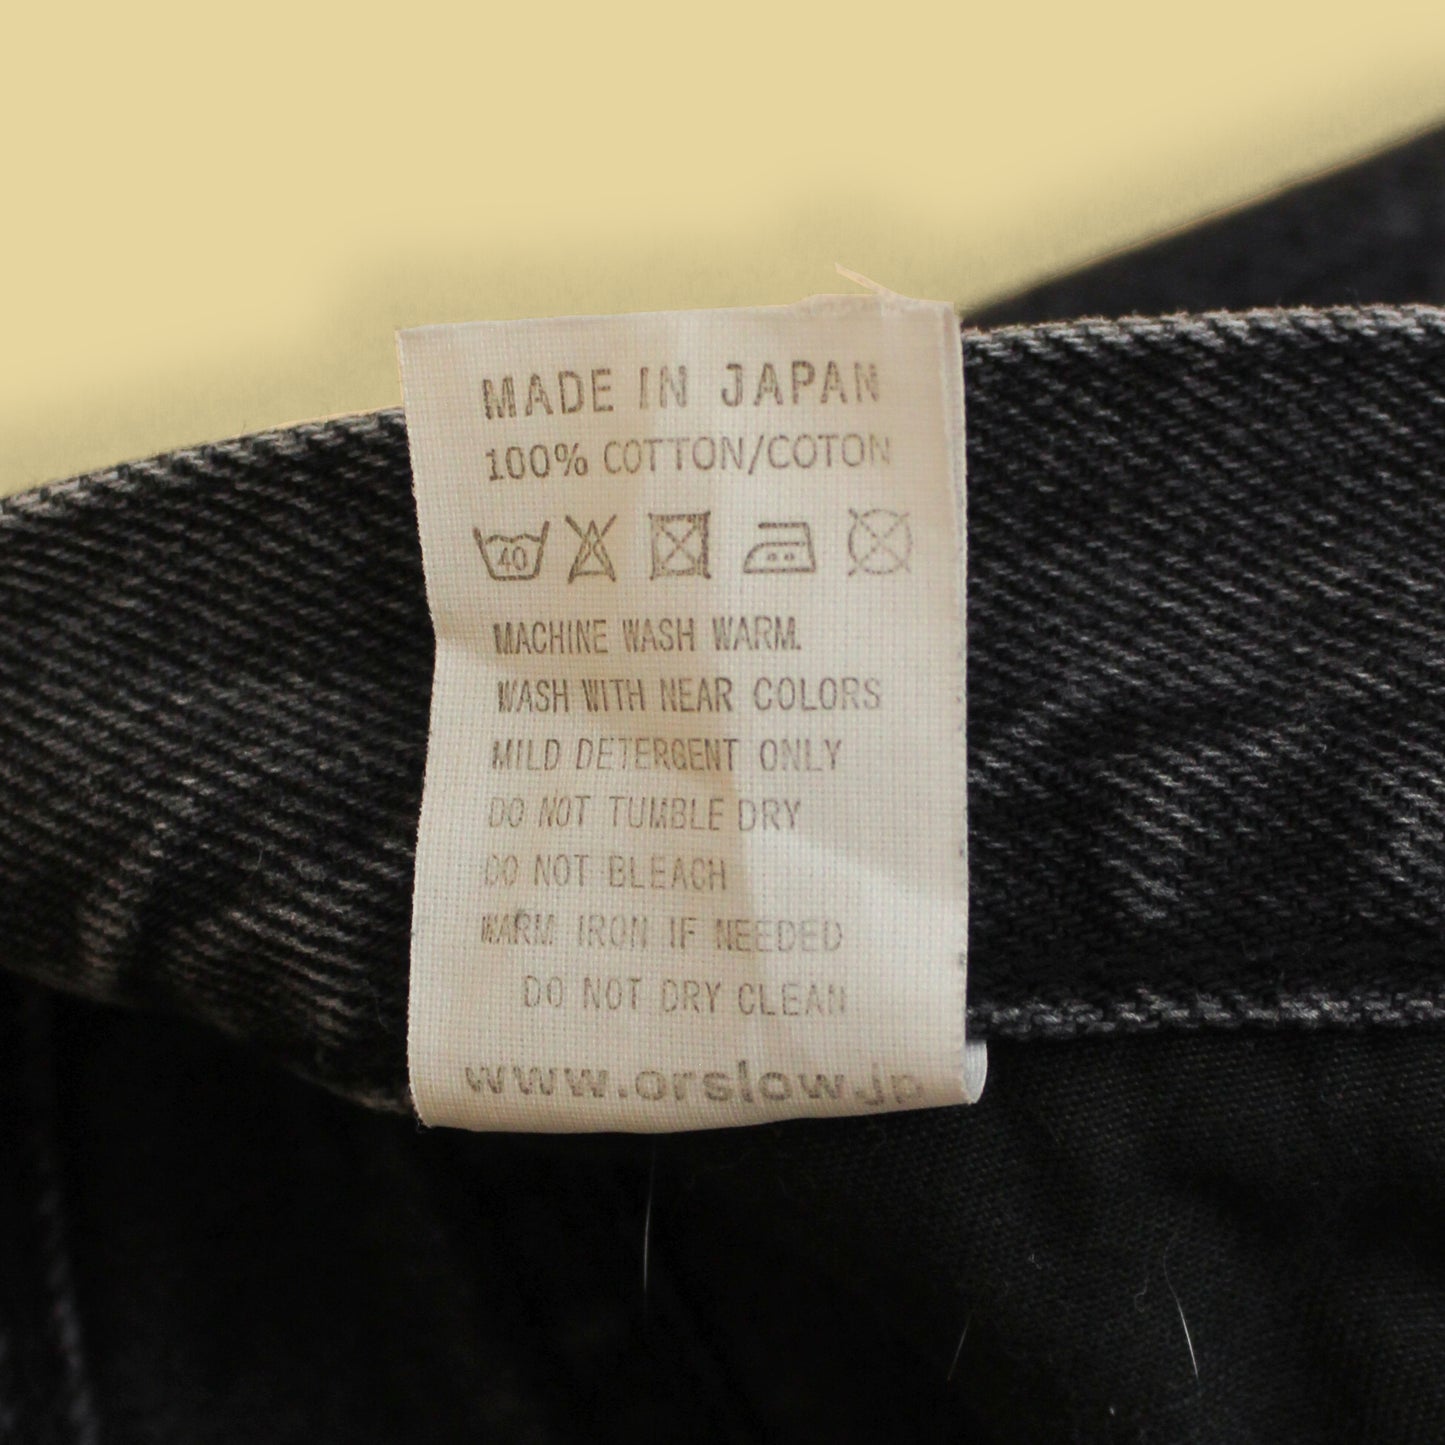 MADE IN JAPAN
100% COTTON/COTON
40
MACHINE WASH WARM.
WASH WITH NEAR COLORS
MILD DETERGENT ONLY
DO NOT TUMBLE DRY
DO NOT BLEACH
WARM IRON IF NEEDED
DO NOT DRY CLEAN
www.orslow.jp